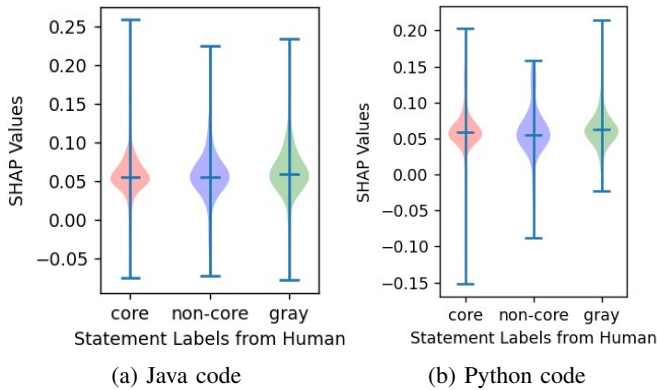 SHAP Values
0.25
0.20
0.15
0.10
0.05
0.00
−0.05
core non-core gray
Statement Labels from Human
(a) Java code
SHAP Values
0.20
0.15
0.10
0.05
0.00
−0.05
−0.10
−0.15
core non-core gray
Statement Labels from Human
(b) Python code